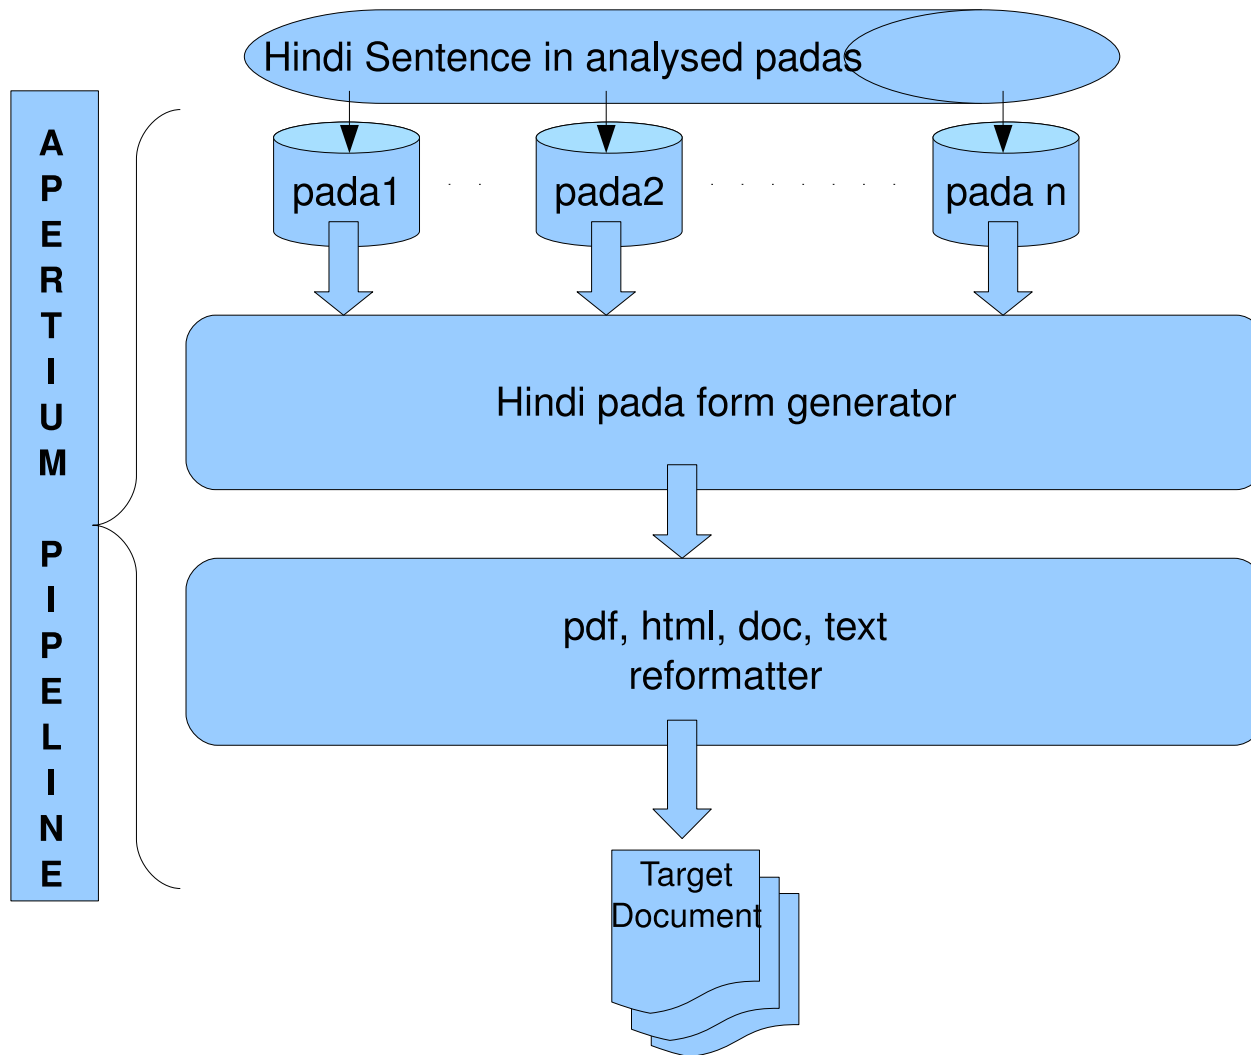 Hindi Sentence in analysed padas
APERTIUM PIPELINE
pada1
pada2
pada n
Hindi pada form generator
pdf, html, doc, text
reformatter
Target
Document